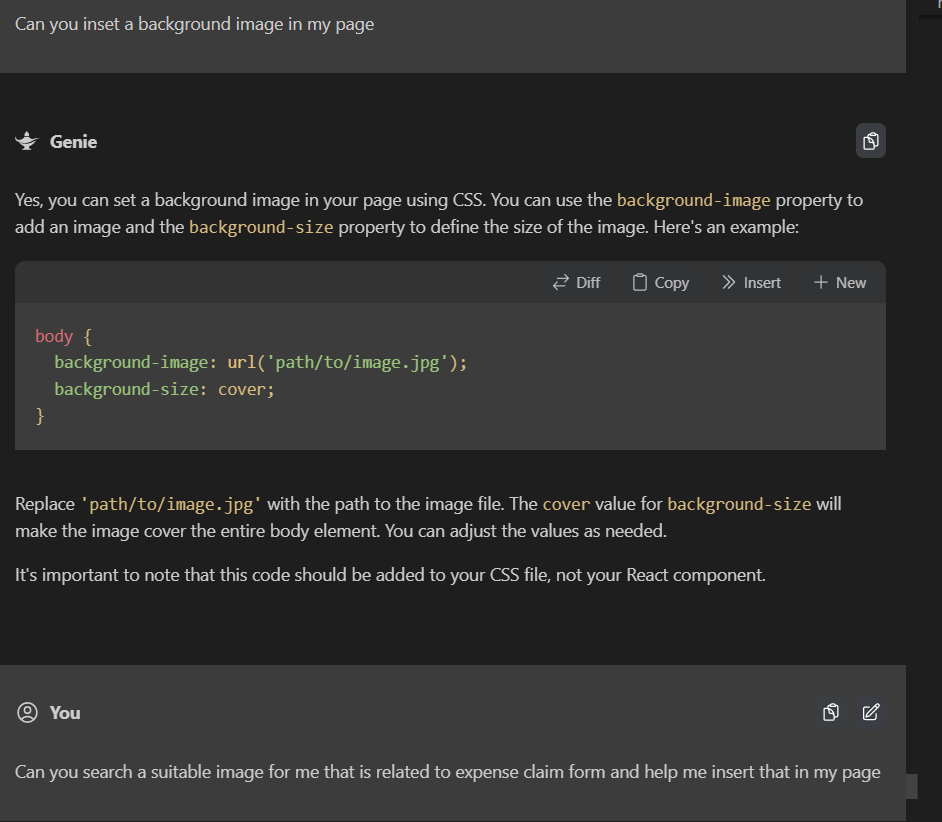 Can you inset a background image in my page
Genie
Yes, you can set a background image in your page using CSS. You can use the background-image property to
add an image and the background-size property to define the size of the image. Here's an example:
Diff Copy Insert New
body {
  background-image: url('path/to/image.jpg');
  background-size: cover;
}
Replace 'path/to/image.jpg' with the path to the image file. The cover value for background-size will
make the image cover the entire body element. You can adjust the values as needed.
It's important to note that this code should be added to your CSS file, not your React component.
You
Can you search a suitable image for me that is related to expense claim form and help me insert that in my page